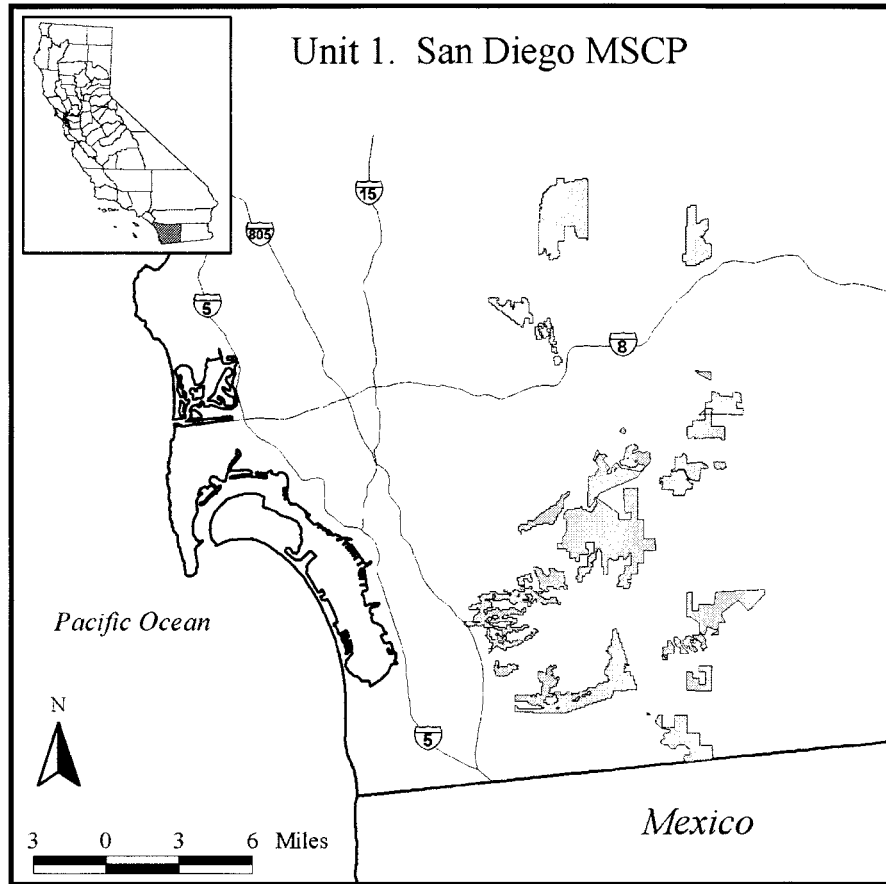 Unit 1. San Diego MSCP
15
805
5
8
Pacific Ocean
N
5
3 0 3 6 Miles
Mexico